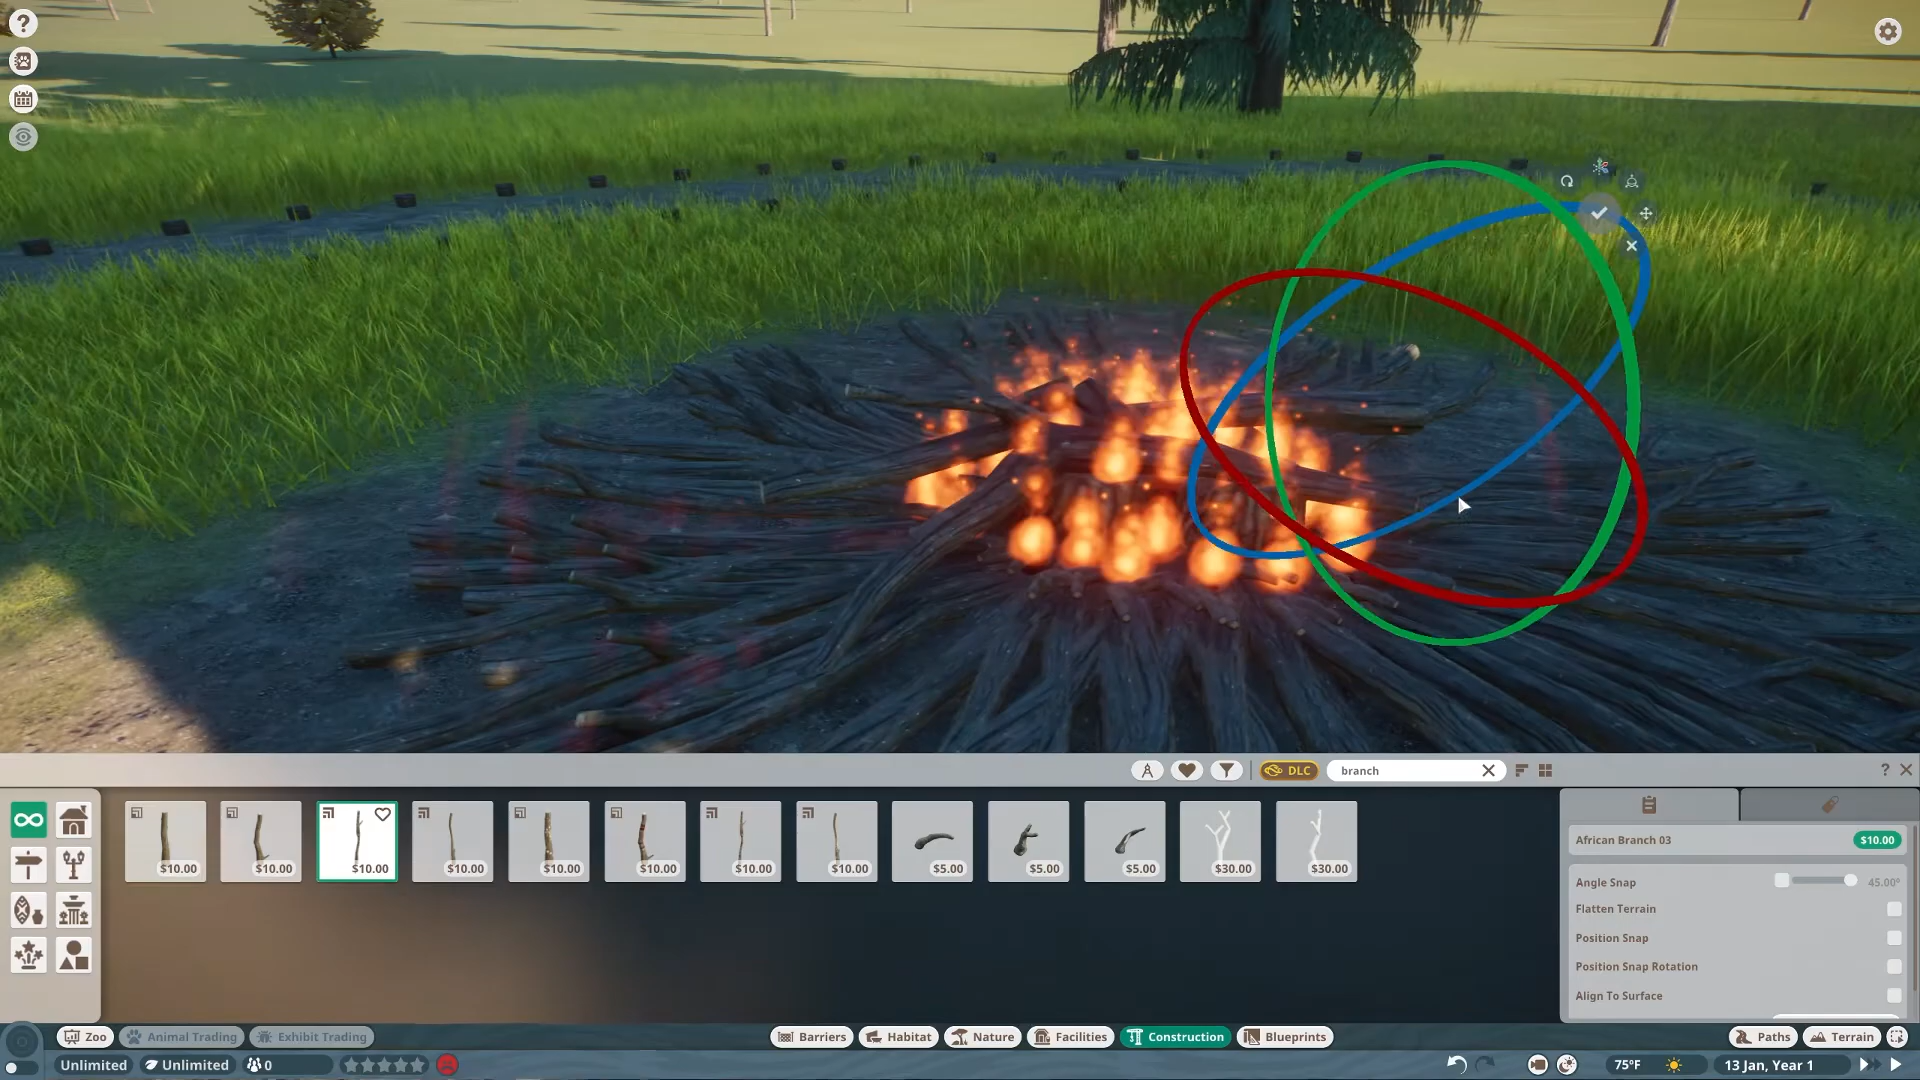 DLC
branch
?
?
$10.00
$10.00
$10.00
$10.00
$10.00
$10.00
$10.00
$10.00
$5.00
$5.00
$5.00
$30.00
$30.00
African Branch 03
$10.00
Angle Snap
45.00°
Flatten Terrain
Position Snap
Position Snap Rotation
Align To Surface
Zoo
Animal Trading
Exhibit Trading
Barriers
Habitat
Nature
Facilities
Construction
Blueprints
Paths
Terrain
Unlimited
Unlimited
0
75°F
13 Jan, Year 1